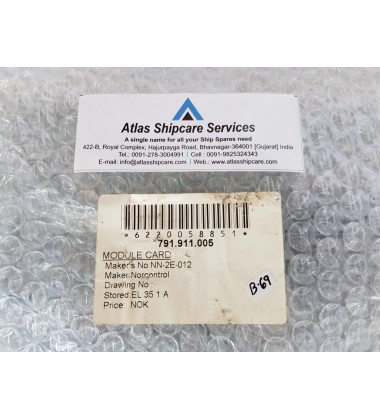 Atlas Shipcare Services
A single name for all your Ship Spares need
422-B, Royal Complex, Hajurpayga Road, Bhavnagar-364001 [Gujarat] India
Tel.: 0091-278-3004991 | Cell : 0091-9825324343
E-mail: info@atlasshipcare.com | Website: www.atlasshipcare.com
*6220058851*
791.911.005
MODULE CARD
Maker's No NN-2E-012
Maker Norcontrol
Drawing No
Stored EL 35 1 A
Price: NOK
B-69